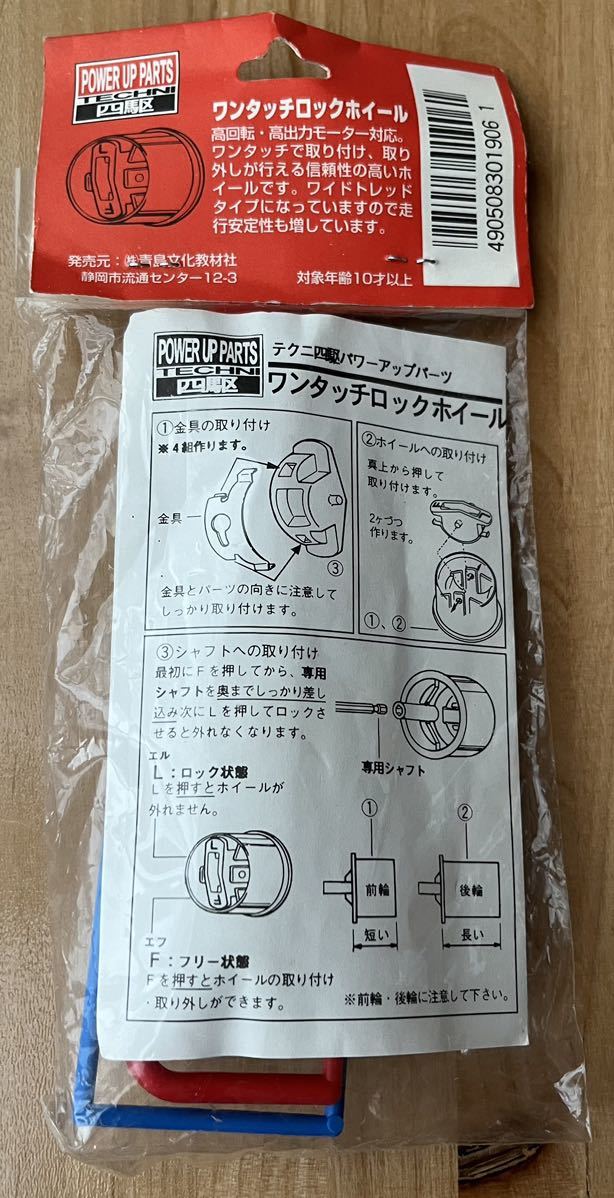 POWER UP PARTS
TECHNI
四駆
ワンタッチロックホイール
高回転・高出力モーター対応。
ワンタッチで取り付け、取り
外しが行える信頼性の高いホ
イールです。ワイドトレッド
タイプになっていますので走
行安定性も増しています。
発売元：㈱青島文化教材社
静岡市流通センター12-3
対象年齢10才以上
4905083019061
POWER UP PARTS
TECHNI
四駆
テクニ四駆パワーアップパーツ
ワンタッチロックホイール
①金具の取り付け
※4組作ります。
金具
③
金具とパーツの向きに注意して
しっかり取り付けます。
②ホイールへの取り付け
真上から押して
取り付けます。
2ケづつ
作ります。
①、②
③シャフトへの取り付け
最初にFを押してから、専用
シャフトを奥までしっかり差し
込み次にLを押してロックさ
せると外れなくなります。
専用シャフト
エル
L：ロック状態
Lを押すとホイールが
外れません。
エフ
F：フリー状態
Fを押すとホイールの取り付け
・取り外しができます。
① ②
前輪 後輪
短い 長い
※前輪・後輪に注意して下さい。